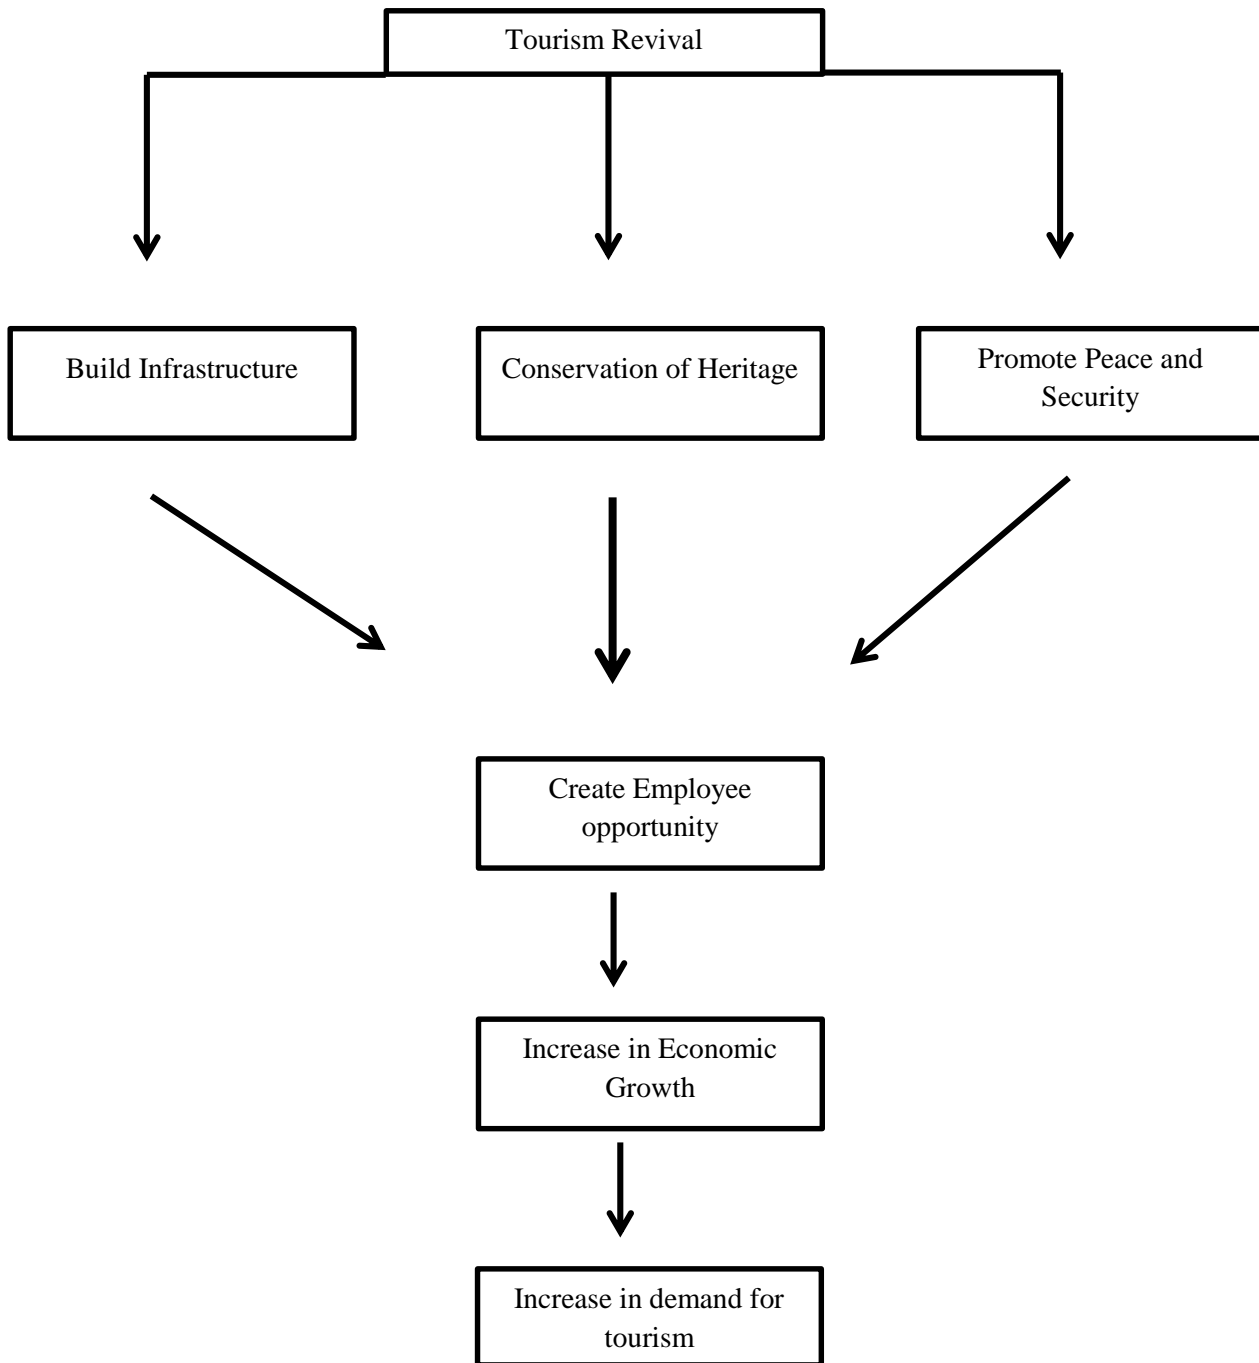 Tourism Revival
Build Infrastructure
Conservation of Heritage
Promote Peace and
Security
Create Employee
opportunity
Increase in Economic
Growth
Increase in demand for
tourism